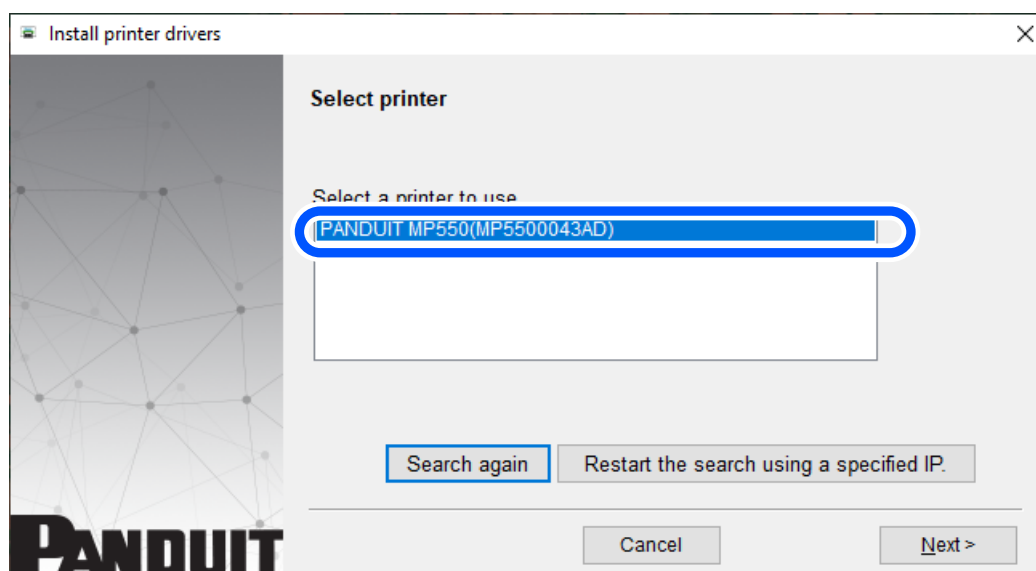 Install printer drivers
Select printer
Select a printer to use
PANDUIT MP550(MP5500043AD)
Search again
Restart the search using a specified IP.
PANDUIT
Cancel
Next >